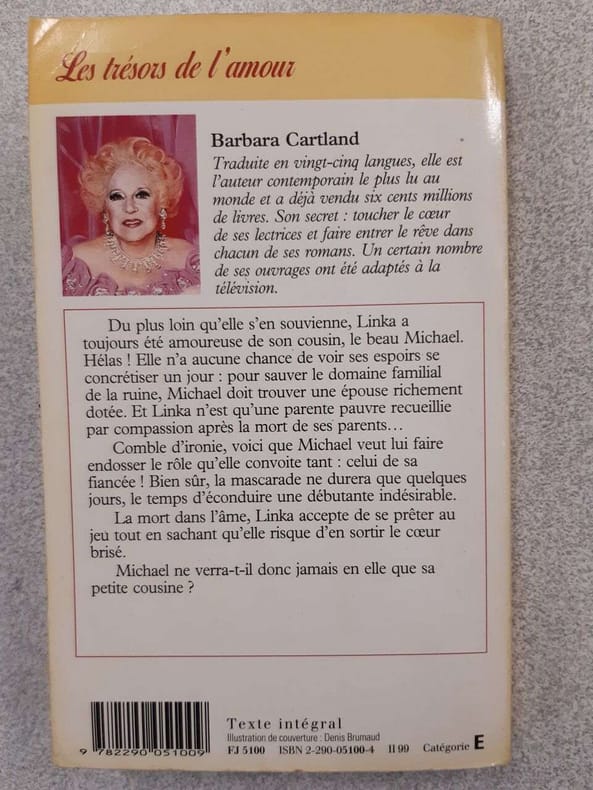 Les trésors de l'amour
Barbara Cartland
Traduite en vingt-cinq langues, elle est
l'auteur contemporain le plus lu au
monde et a déjà vendu six cents millions
de livres. Son secret : toucher le cœur
de ses lectrices et faire entrer le rêve dans
chacun de ses romans. Un certain nombre
de ses ouvrages ont été adaptés à la
télévision.
Du plus loin qu'elle s'en souvienne, Linka a
toujours été amoureuse de son cousin, le beau Michael.
Hélas ! Elle n'a aucune chance de voir ses espoirs se
concrétiser un jour : pour sauver le domaine familial
de la ruine, Michael doit trouver une épouse richement
dotée. Et Linka n'est qu'une parente pauvre recueillie
par compassion après la mort de ses parents…
Comble d'ironie, voici que Michael veut lui faire
endosser le rôle qu'elle convoite tant : celui de sa
fiancée ! Bien sûr, la mascarade ne durera que quelques
jours, le temps d'éconduire une débutante indésirable.
La mort dans l'âme, Linka accepte de se prêter au
jeu tout en sachant qu'elle risque d'en sortir le cœur
brisé.
Michael ne verra-t-il donc jamais en elle que sa
petite cousine ?
9 782290 051009
Texte intégral
Illustration de couverture : Denis Brumaud
FJ 5100 ISBN 2-290-05100-4 II 99 Catégorie E